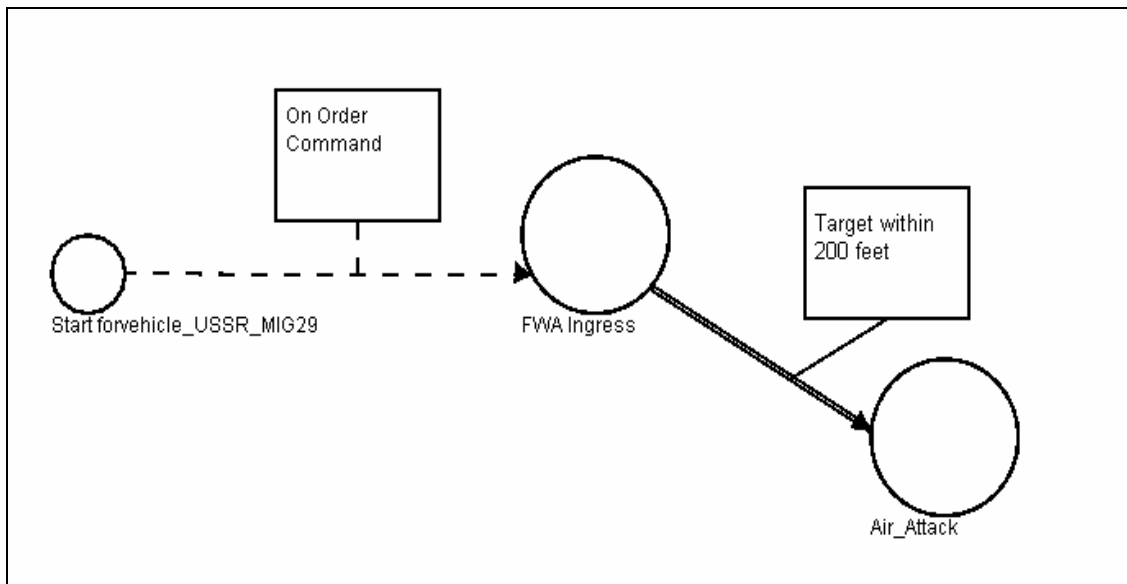 On Order
Command
Target within
200 feet
Start forvehicle_USSR_MIG29
FWA Ingress
Air_Attack